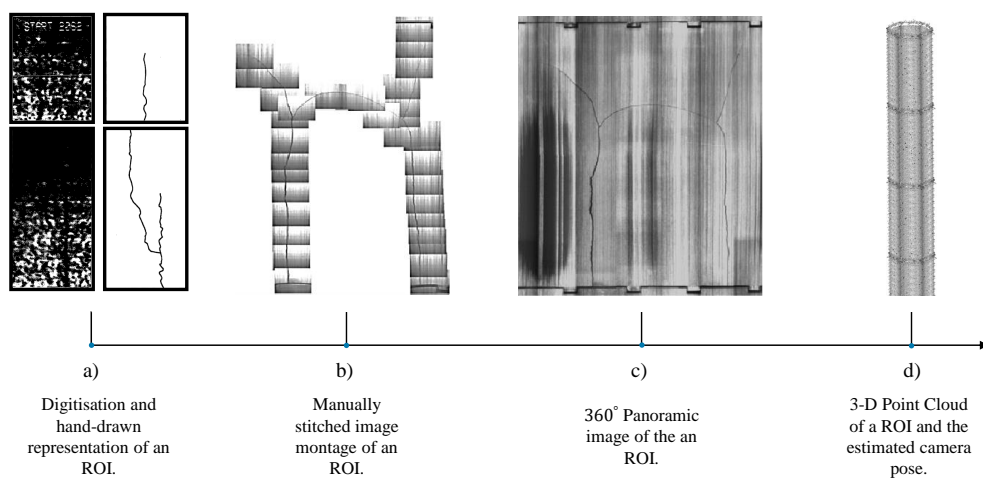 START 2082
a)
Digitisation and
hand-drawn
representation of an
ROI.
b)
Manually
stitched image
montage of an
ROI.
c)
360° Panoramic
image of the an
ROI.
d)
3-D Point Cloud
of a ROI and the
estimated camera
pose.